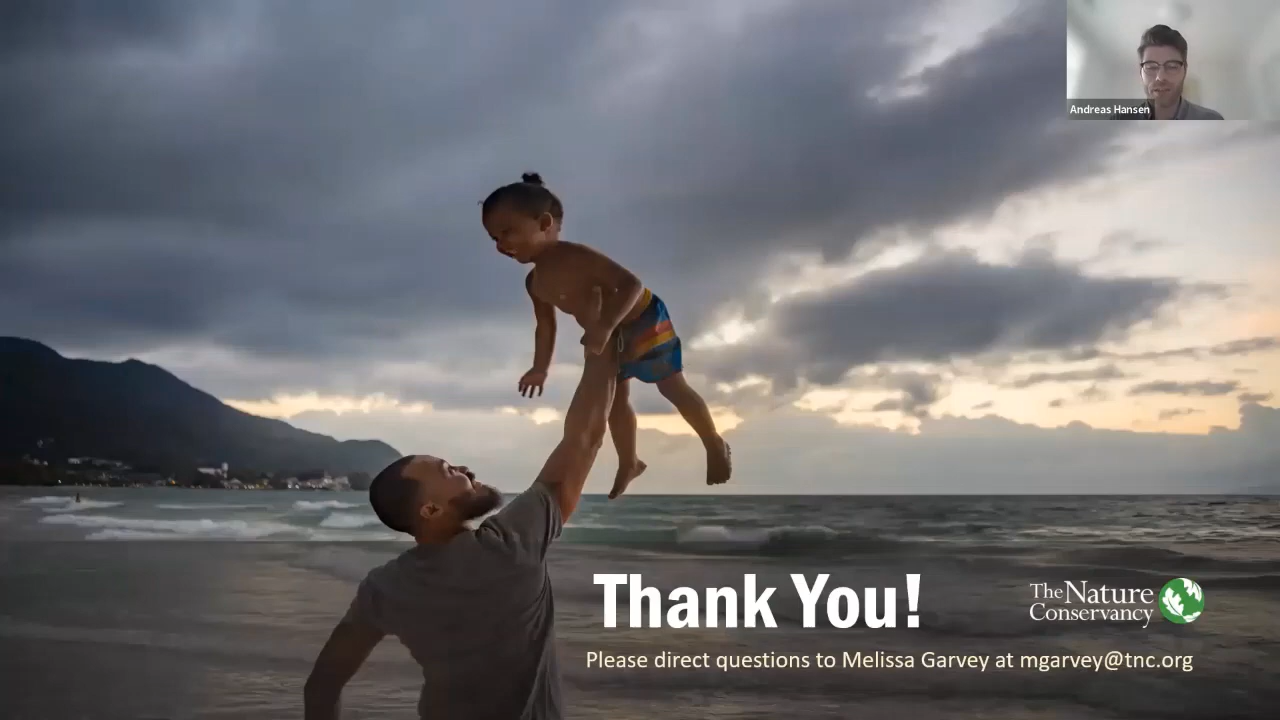 Andreas Hansen
Thank You!
The Nature
Conservancy
Please direct questions to Melissa Garvey at mgarvey@tnc.org